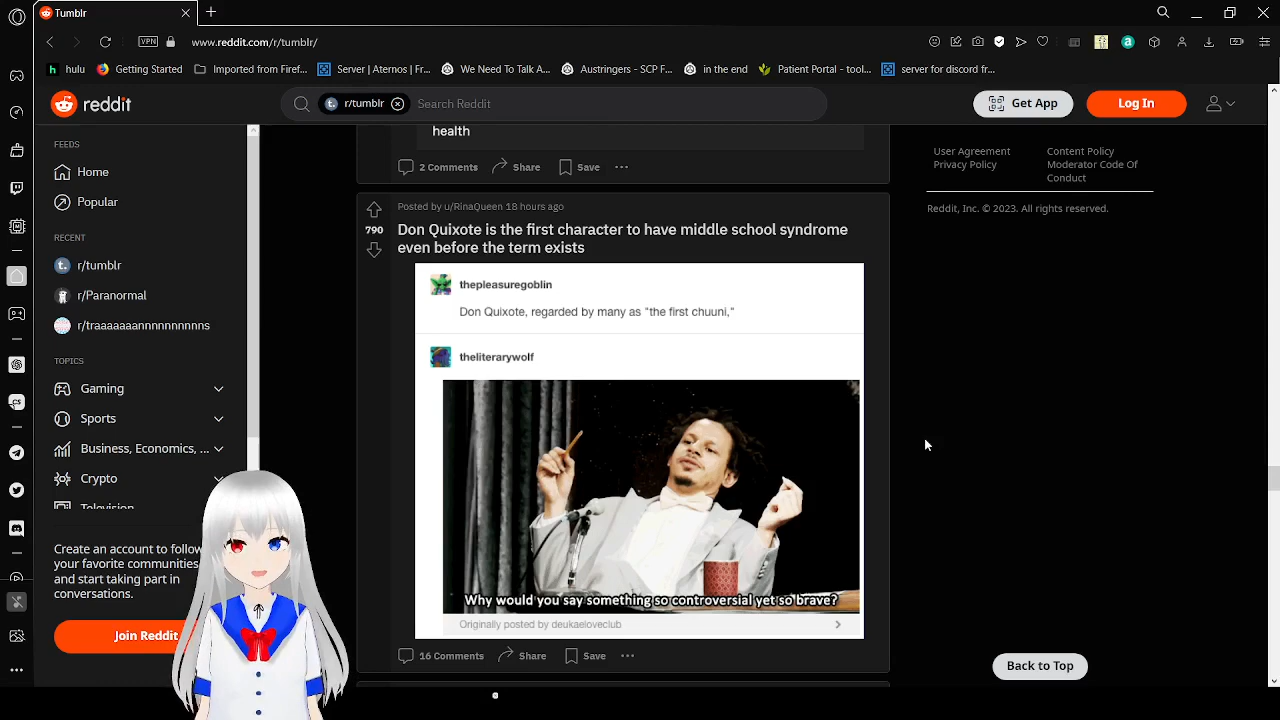 Tumblr
VPN
www.reddit.com/r/tumblr/
hulu
Getting Started
Imported from Firef...
Server | Aternos | Fr...
We Need To Talk A...
Austringers - SCP F...
in the end
Patient Portal - tool...
server for discord fr...
reddit
r/tumblr
Search Reddit
Get App
Log In
FEEDS
Home
Popular
RECENT
r/tumblr
r/Paranormal
r/traaaaaaannnnnnnnnns
TOPICS
Gaming
Sports
Business, Economics, ...
Crypto
Television
Create an account to follow
your favorite communities
and start taking part in
conversations.
Join Reddit
health
2 Comments
Share
Save
Posted by u/RinaQueen 18 hours ago
790
Don Quixote is the first character to have middle school syndrome
even before the term exists
thepleasuregoblin
Don Quixote, regarded by many as "the first chuuni,"
theliterarywolf
Why would you say something so controversial yet so brave?
Originally posted by deukaeloveclub
16 Comments
Share
Save
User Agreement
Privacy Policy
Content Policy
Moderator Code Of
Conduct
Reddit, Inc. © 2023. All rights reserved.
Back to Top